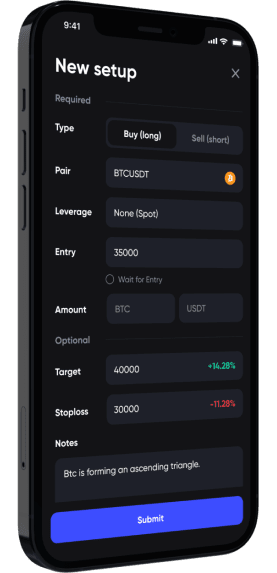 9:41
New setup
Required
Type Buy (long) Sell (short)
Pair BTCUSDT
Leverage None (Spot)
Entry 35000
Wait for Entry
Amount BTC USDT
Optional
Target 40000 +14.28%
Stoploss 30000 -11.28%
Notes
Btc is forming an ascending triangle.
Submit